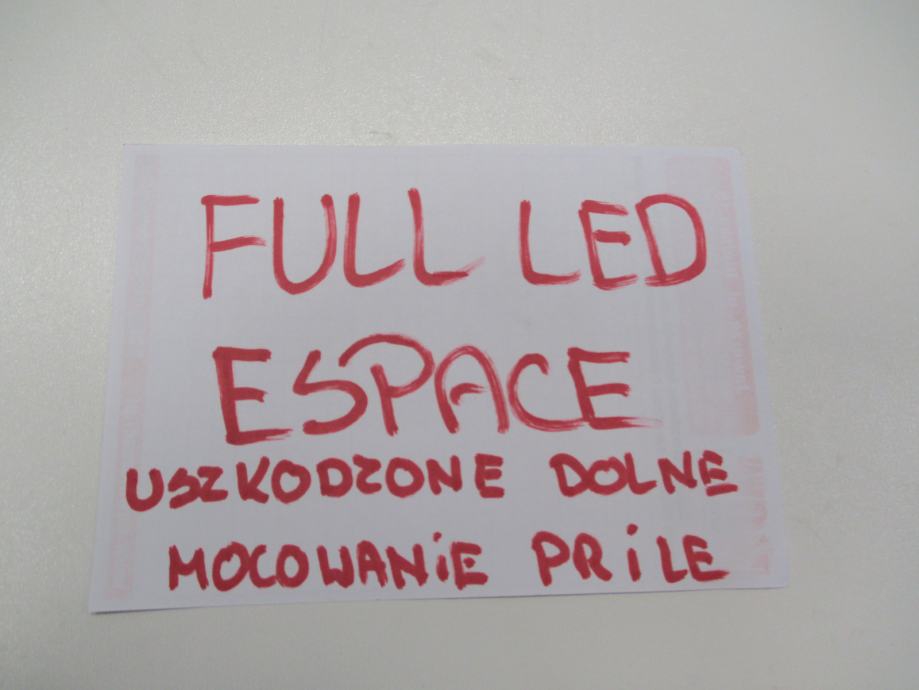 FULL LED
ESPACE
USZKODZONE DOLNE
MOCOWANiE PRiLE